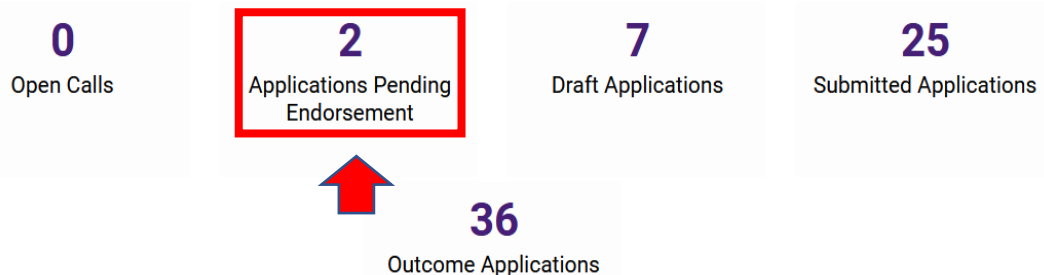 0
Open Calls
2
Applications Pending
Endorsement
7
Draft Applications
25
Submitted Applications
36
Outcome Applications